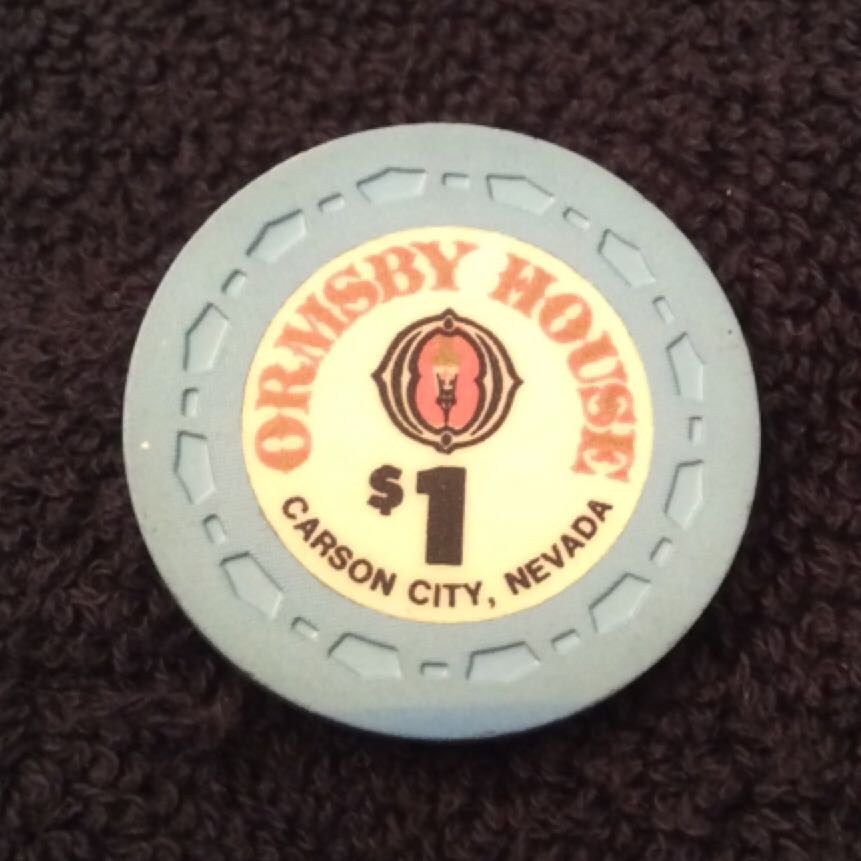 ORMSBY HOUSE
$1
CARSON CITY, NEVADA